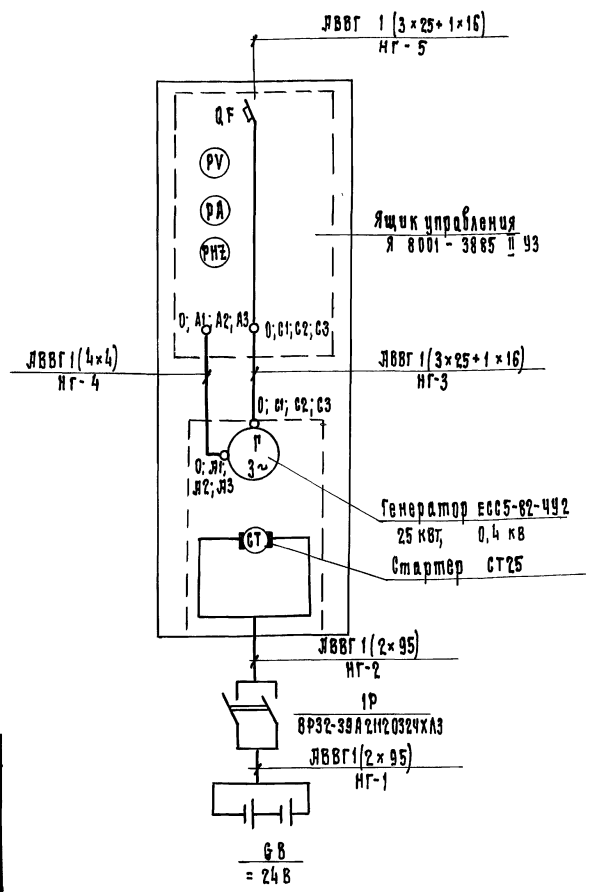 АВВГ 1 (3×25+1×16)
НГ-5
QF
PV
PA
PHZ
Ящик управления
Я 8001-3885 II У3
0; А1; А2; А3
0; С1; С2; С3
АВВГ 1 (4×4)
НГ-4
АВВГ 1 (3×25+1×16)
НГ-3
0; С1; С2; С3
Г
3~
0; А1;
А2; А3
Генератор ЕСС5-82-4У2
25 кВт, 0,4 кв
СТ
Стартер СТ25
АВВГ 1 (2×95)
НГ-2
1Р
АВВГ 1 (2×95)
НГ-1
GB
= 24В